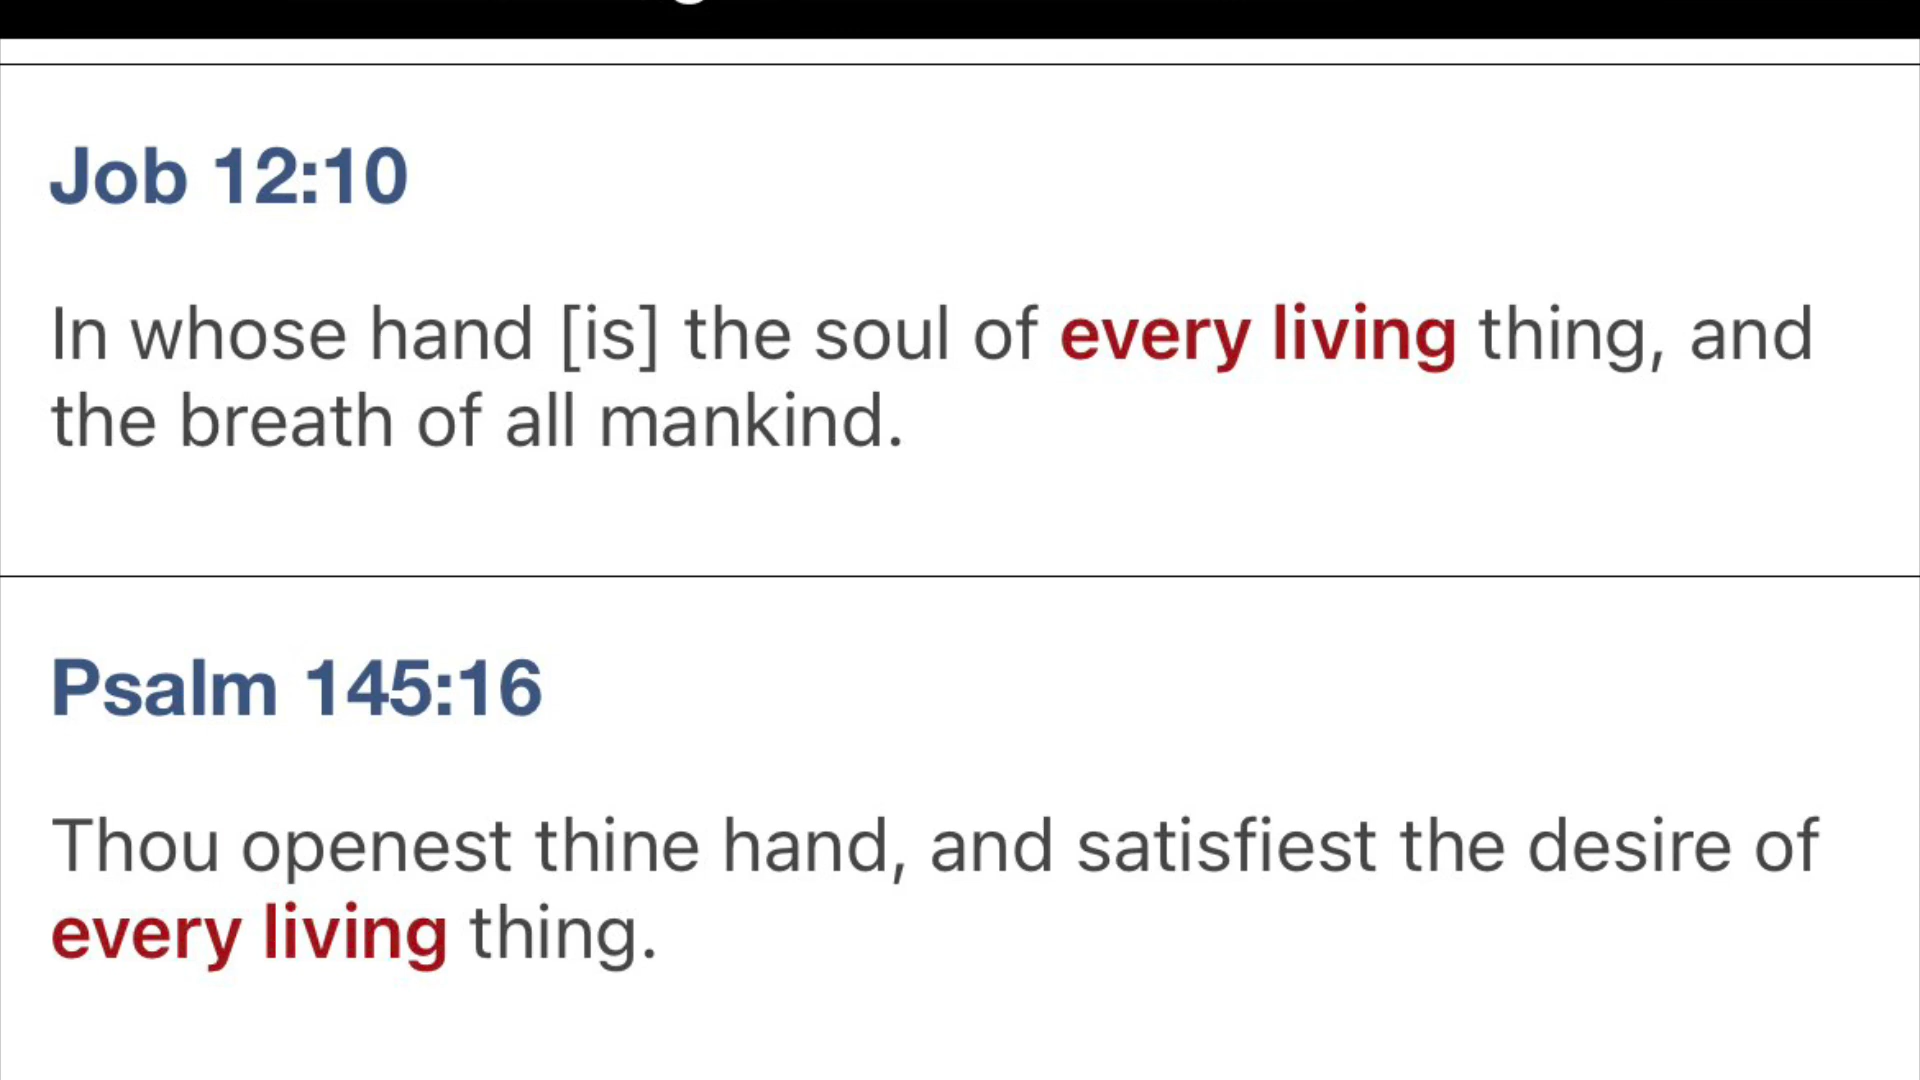 Job 12:10
In whose hand [is] the soul of every living thing, and
the breath of all mankind.
Psalm 145:16
Thou openest thine hand, and satisfiest the desire of
every living thing.